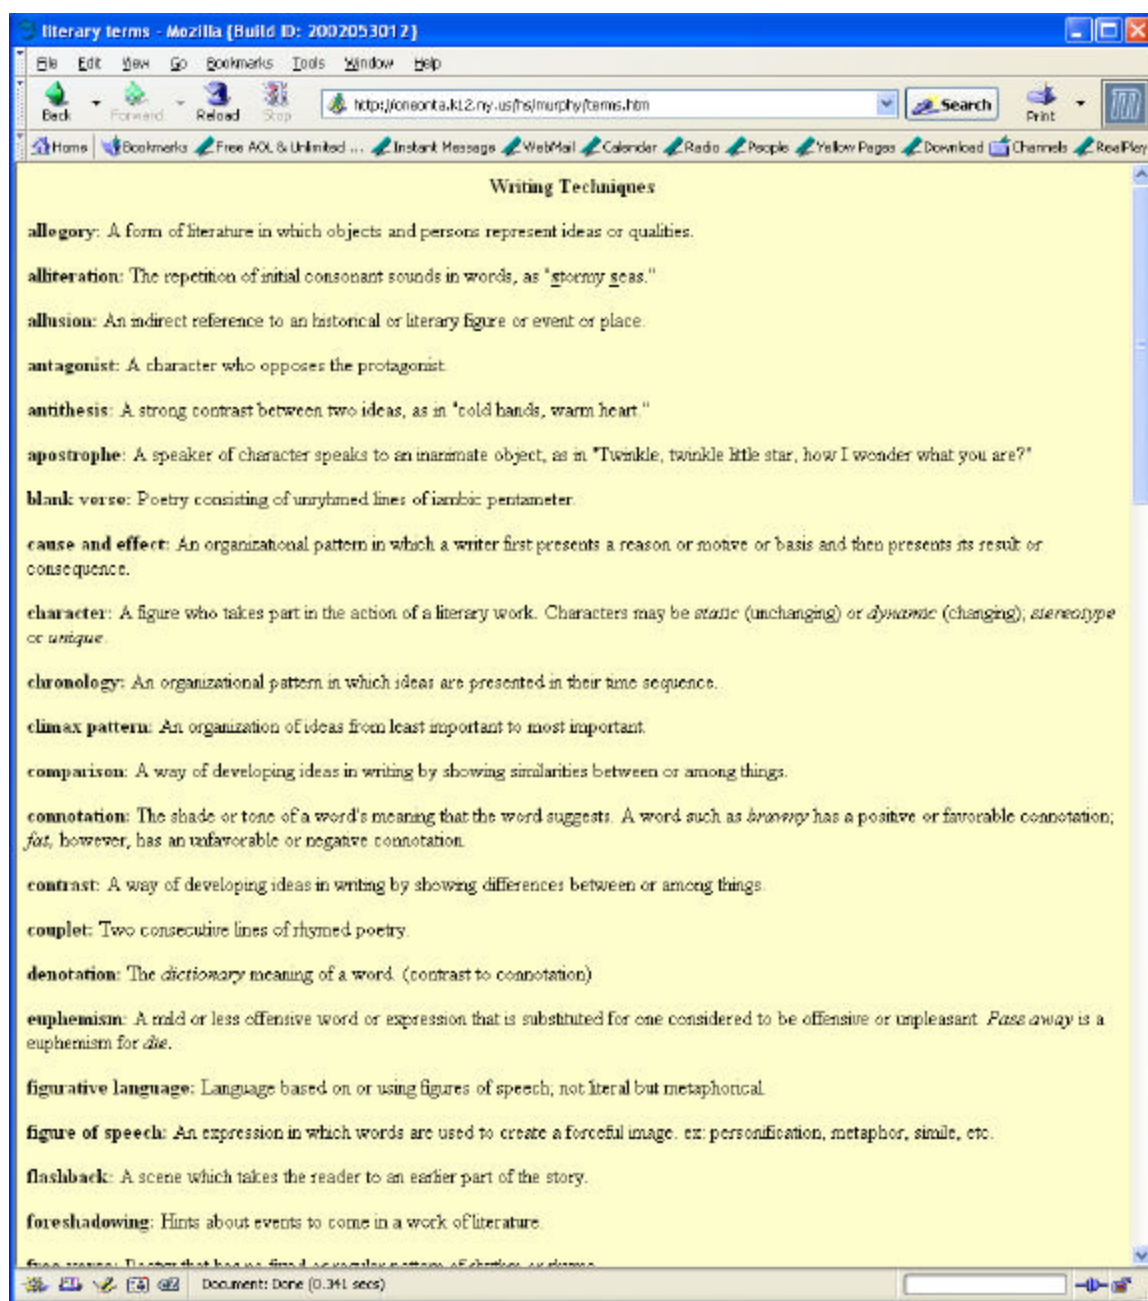 literary terms - Mozilla {Build ID: 2002053012}
File Edit View Go Bookmarks Tools Window Help
Back Forward Reload Stop http://oneonta.k12.ny.us/hs/murphy/terms.htm Search Print
Home Bookmarks Free AOL & Unlimited ... Instant Message WebMail Calendar Radio People Yellow Pages Download Channels RealPlay
Writing Techniques
allegory: A form of literature in which objects and persons represent ideas or qualities.
alliteration: The repetition of initial consonant sounds in words, as "stormy seas."
allusion: An indirect reference to an historical or literary figure or event or place.
antagonist: A character who opposes the protagonist.
antithesis: A strong contrast between two ideas, as in "cold hands, warm heart."
apostrophe: A speaker of character speaks to an inanimate object, as in "Twinkle, twinkle little star, how I wonder what you are?"
blank verse: Poetry consisting of unryhmed lines of iambic pentameter.
cause and effect: An organizational pattern in which a writer first presents a reason or motive or basis and then presents its result or
consequence.
character: A figure who takes part in the action of a literary work. Characters may be static (unchanging) or dynamic (changing); stereotype
or unique.
chronology: An organizational pattern in which ideas are presented in their time sequence.
climax pattern: An organization of ideas from least important to most important.
comparison: A way of developing ideas in writing by showing similarities between or among things.
connotation: The shade or tone of a word's meaning that the word suggests. A word such as brawny has a positive or favorable connotation;
fat, however, has an unfavorable or negative connotation.
contrast: A way of developing ideas in writing by showing differences between or among things.
couplet: Two consecutive lines of rhymed poetry.
denotation: The dictionary meaning of a word. (contrast to connotation)
euphemism: A mild or less offensive word or expression that is substituted for one considered to be offensive or unpleasant. Pass away is a
euphemism for die.
figurative language: Language based on or using figures of speech; not literal but metaphorical.
figure of speech: An expression in which words are used to create a forceful image. ex: personification, metaphor, simile, etc.
flashback: A scene which takes the reader to an earlier part of the story.
foreshadowing: Hints about events to come in a work of literature.
free verse: Poetry that has no fixed or regular pattern of rhythm or rhyme.
Document: Done (0.341 secs)